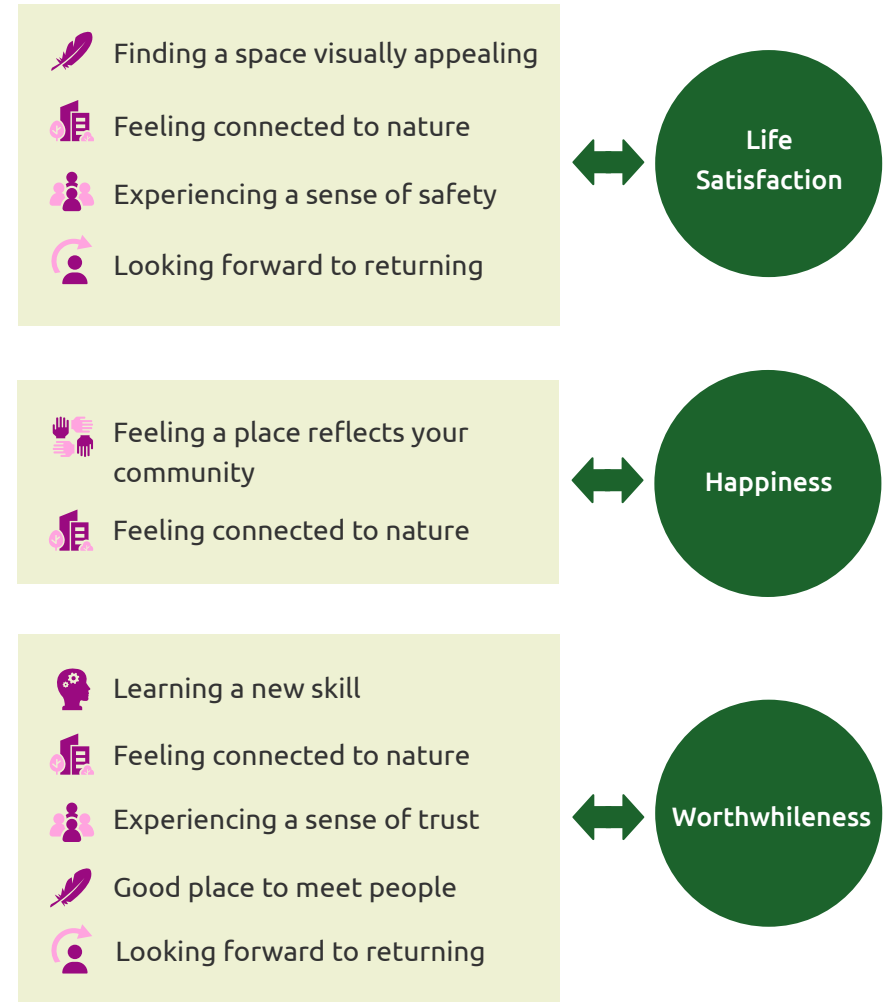 Finding a space visually appealing
Feeling connected to nature
Experiencing a sense of safety
Looking forward to returning
Life
Satisfaction
Feeling a place reflects your
community
Feeling connected to nature
Happiness
Learning a new skill
Feeling connected to nature
Experiencing a sense of trust
Good place to meet people
Looking forward to returning
Worthwhileness